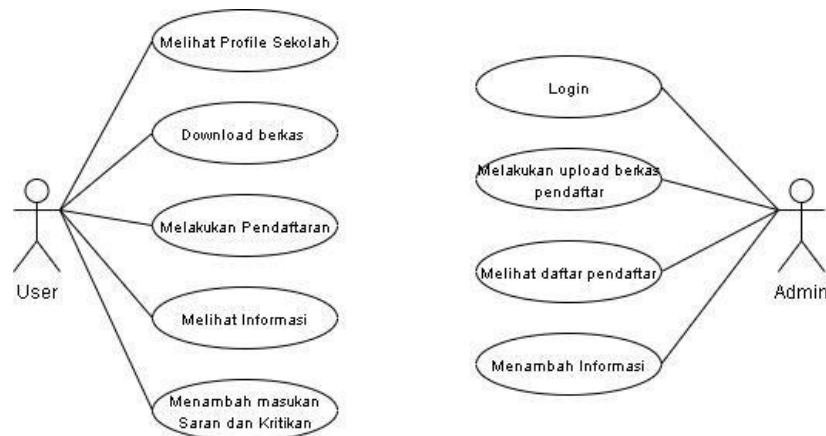 Melihat Profile Sekolah
Download berkas
Melakukan Pendaftaran
Melihat Informasi
Menambah masukan
Saran dan Kritikan
User
Login
Melakukan upload berkas
pendaftar
Melihat daftar pendaftar
Menambah Informasi
Admin